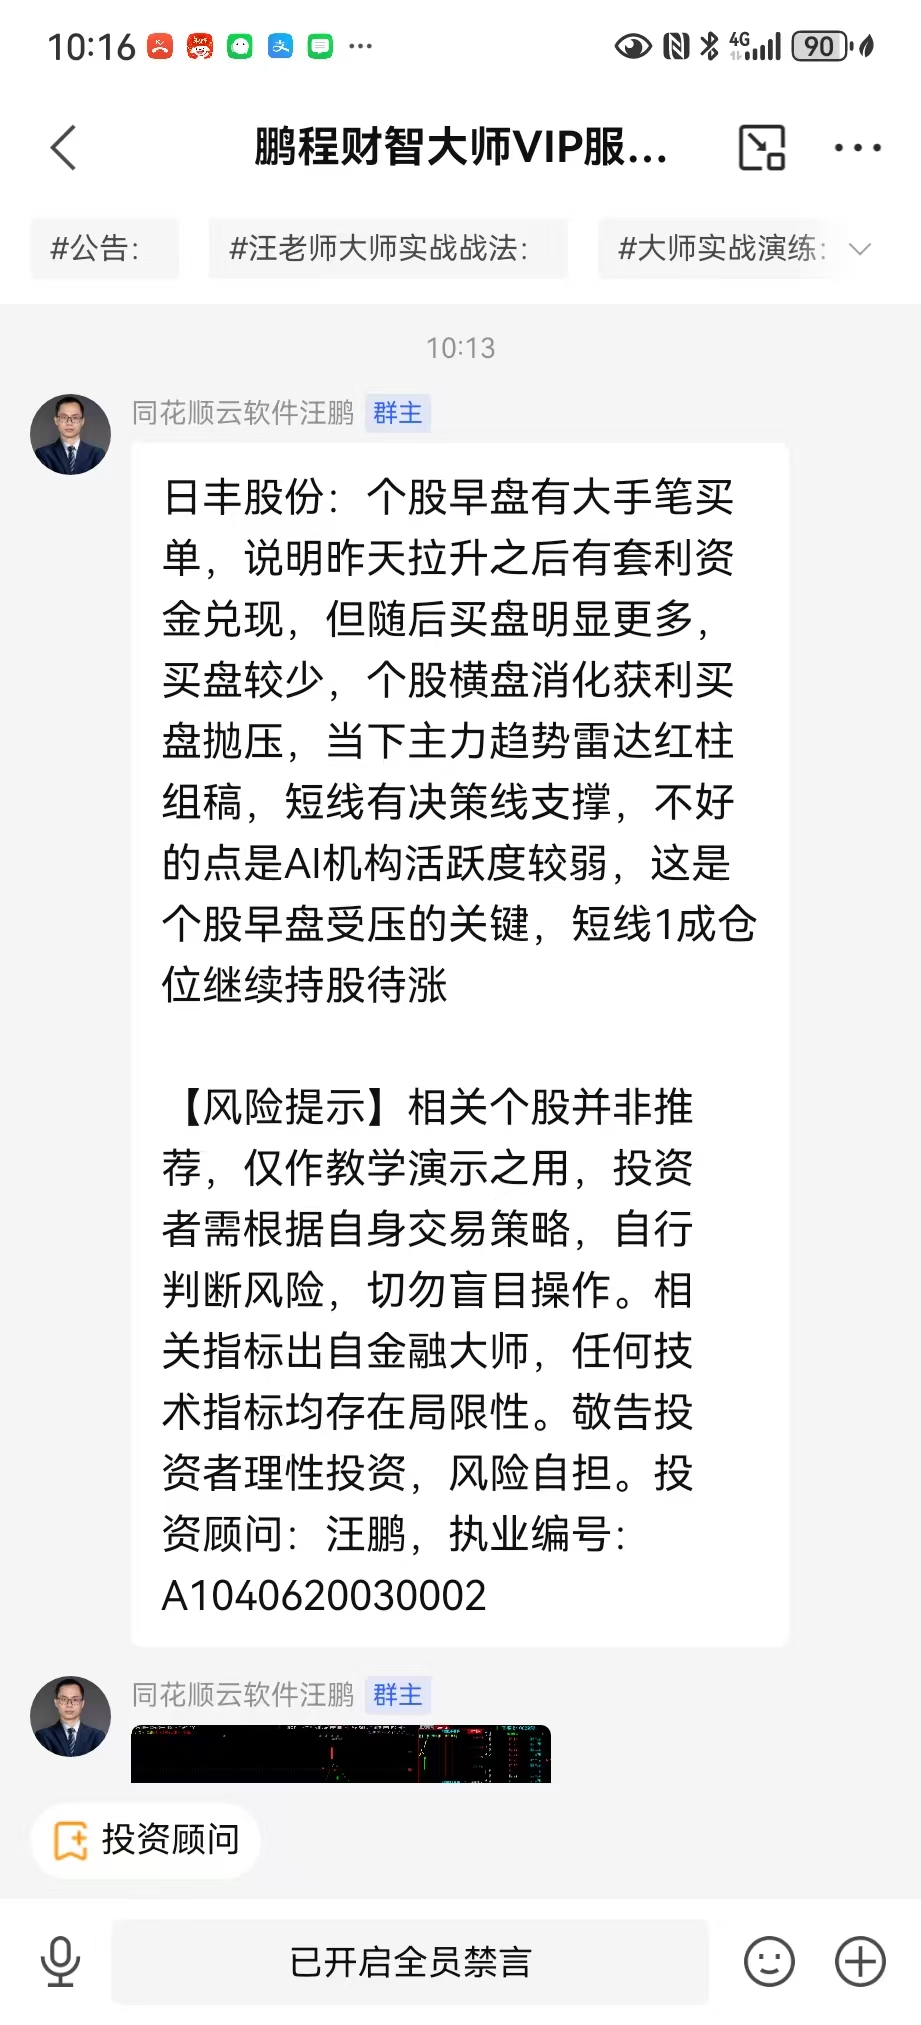 10:16
4G
90
鹏程财智大师VIP服...
#公告:
#汪老师大师实战战法:
#大师实战演练:
10:13
同花顺云软件汪鹏 群主
日丰股份：个股早盘有大手笔买
单，说明昨天拉升之后有套利资
金兑现，但随后买盘明显更多，
买盘较少，个股横盘消化获利买
盘抛压，当下主力趋势雷达红柱
组稿，短线有决策线支撑，不好
的点是AI机构活跃度较弱，这是
个股早盘受压的关键，短线1成仓
位继续持股待涨
【风险提示】相关个股并非推
荐，仅作教学演示之用，投资
者需根据自身交易策略，自行
判断风险，切勿盲目操作。相
关指标出自金融大师，任何技
术指标均存在局限性。敬告投
资者理性投资，风险自担。投
资顾问：汪鹏，执业编号：
A1040620030002
同花顺云软件汪鹏 群主
投资顾问
已开启全员禁言